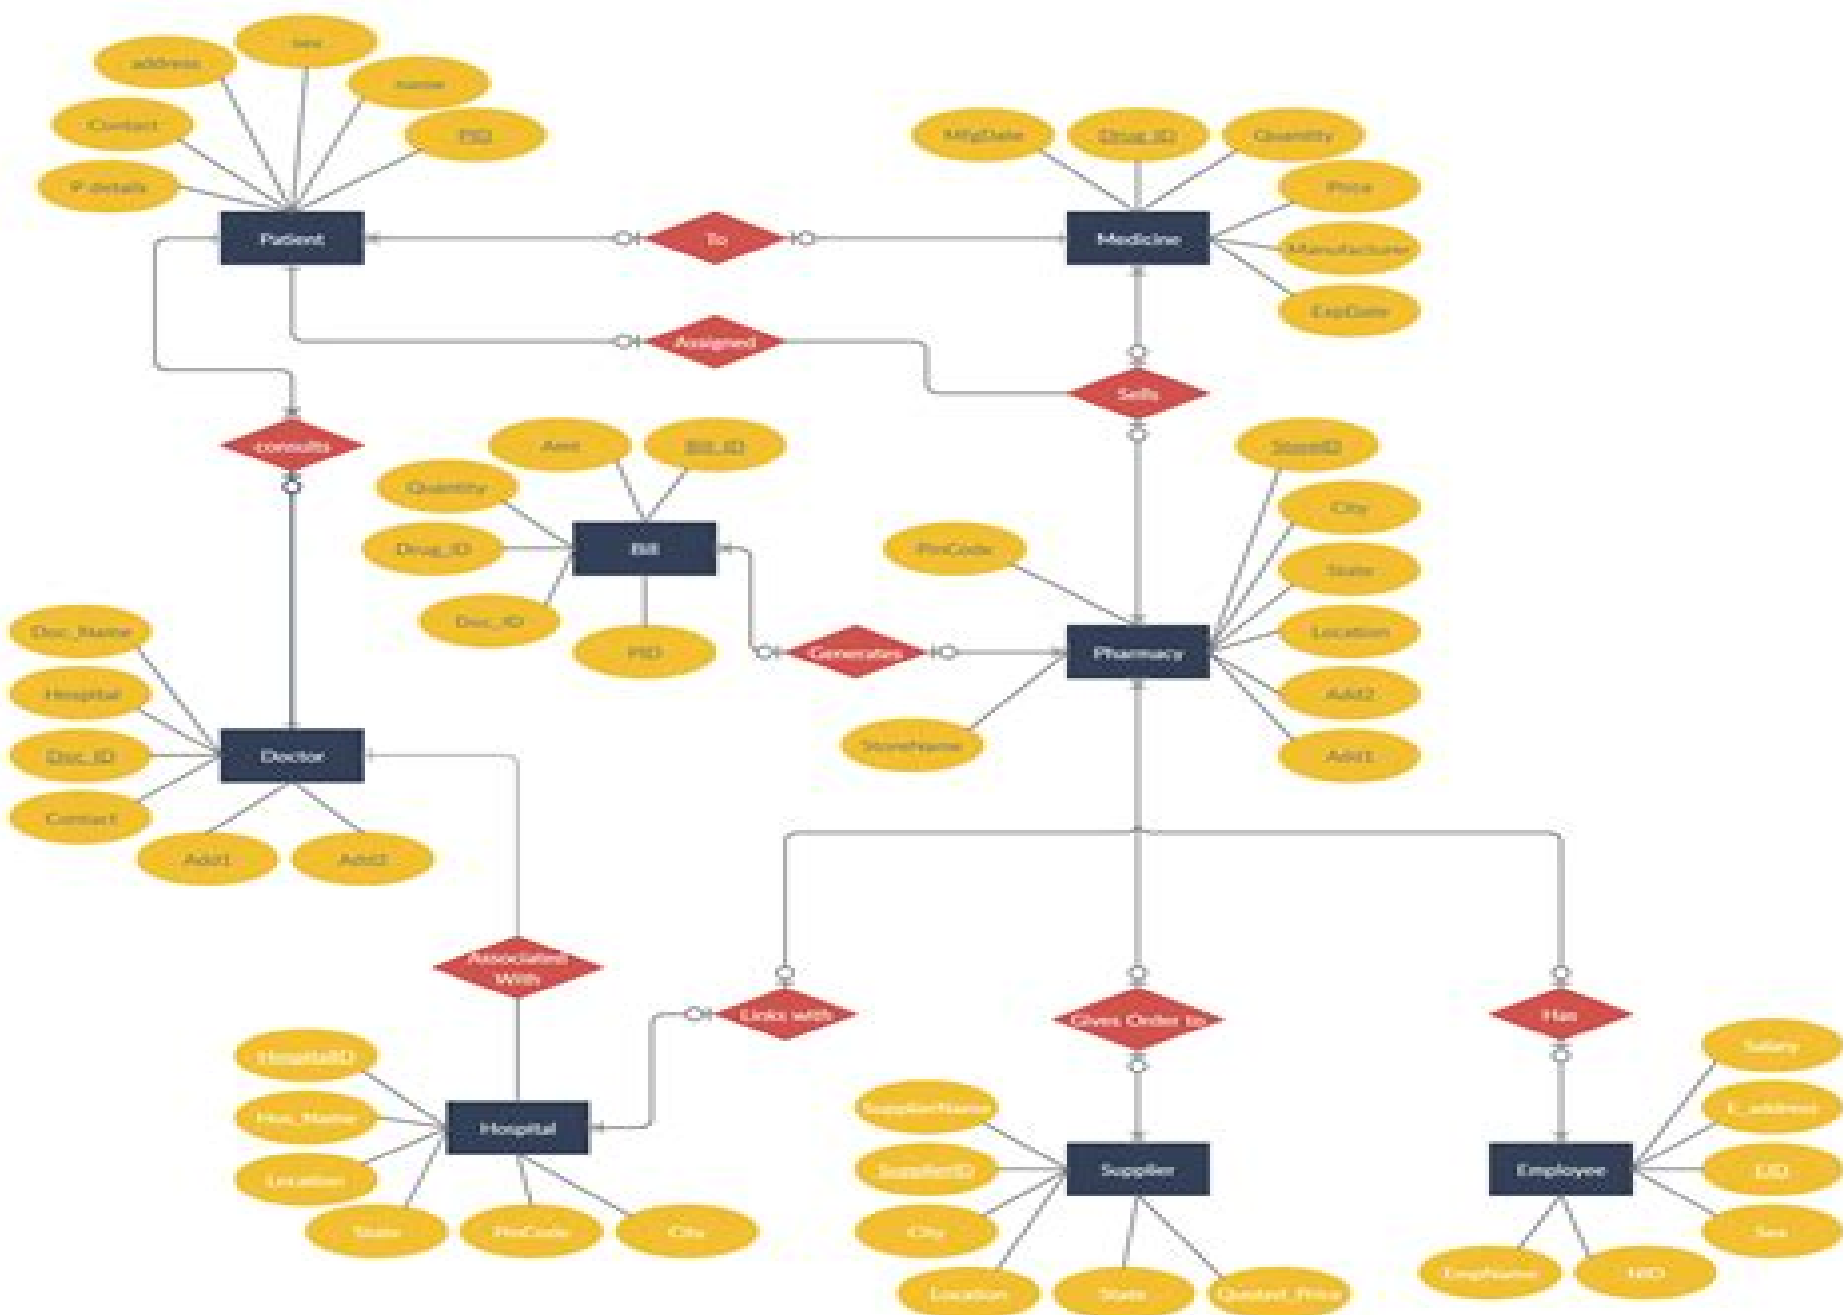 sex
address
name
Contact
PID
P details
MfgDate
Drug_ID
Quantity
Price
Manufacturer
ExpDate
Patient
To
Medicine
Assigned
Sells
consults
Amt
Bill_ID
Quantity
Drug_ID
Doc_ID
PID
Bill
StoreID
City
State
Location
Add2
Add1
PinCode
Generates
Pharmacy
StoreName
Doc_Name
Hospital
Doc_ID
Contact
Add1
Add2
Doctor
Associated
With
Links with
Gives Order to
Has
HospitalID
Hos_Name
Location
State
PinCode
City
Hospital
SupplierName
SupplierID
City
Location
State
Supplier
Salary
E_address
EID
Sex
EmpName
NID
Employee